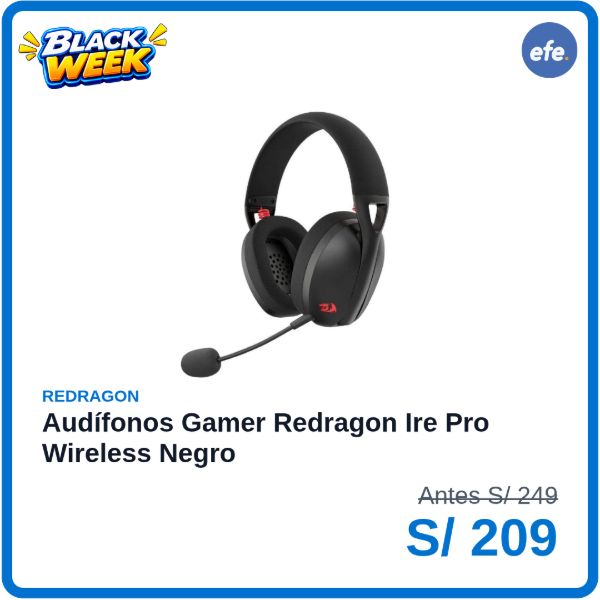 BLACK
WEEK
efe.
REDRAGON
Audífonos Gamer Redragon Ire Pro
Wireless Negro
Antes S/ 249
S/ 209